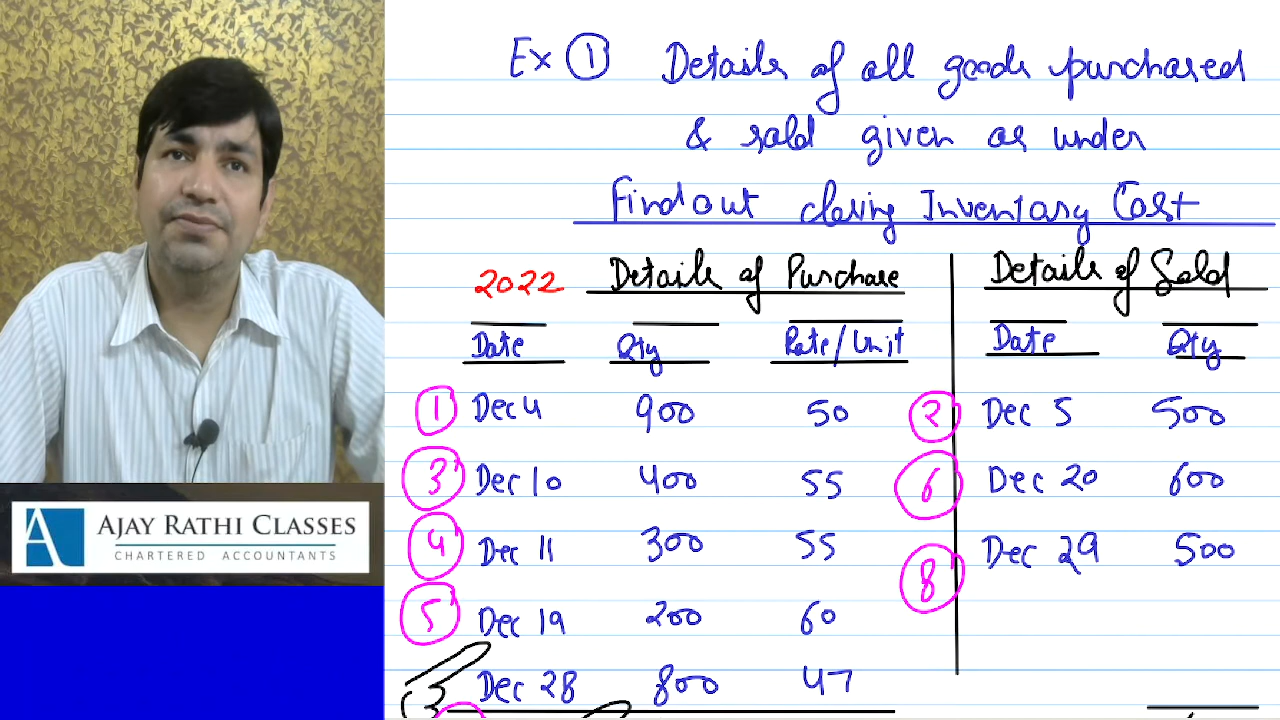 Ex 1 Details of all goods purchased
& sold given as under
Find out closing Inventory Cost
2022 Details of Purchase Details of Sold
Date Qty Rate/Unit Date Qty
1 Dec 4 900 50 2 Dec 5 500
3 Dec 10 400 55 6 Dec 20 600
4 Dec 11 300 55 8 Dec 29 500
5 Dec 19 200 60
Dec 28 800 47
A
AJAY RATHI CLASSES
CHARTERED ACCOUNTANTS